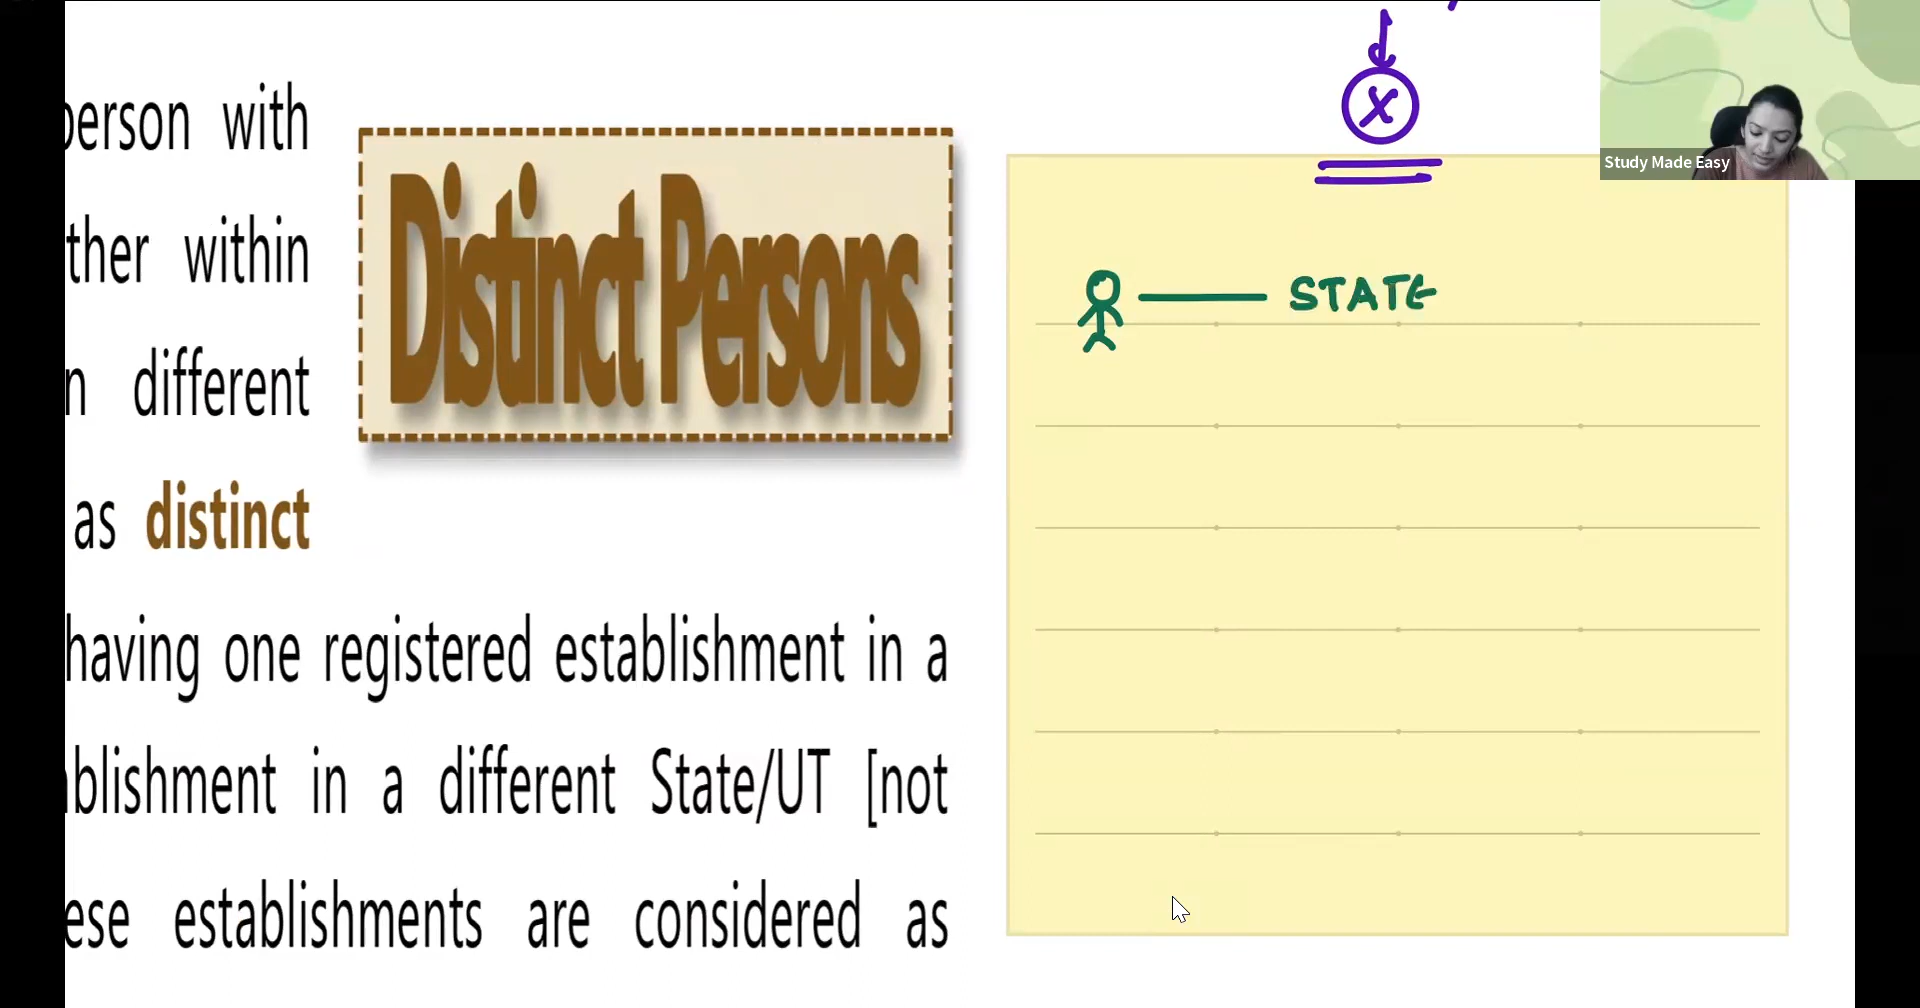 person with
ther within
n different
as distinct
having one registered establishment in a
blishment in a different State/UT [not
ese establishments are considered as
Distinct Persons
X
STATE
Study Made Easy